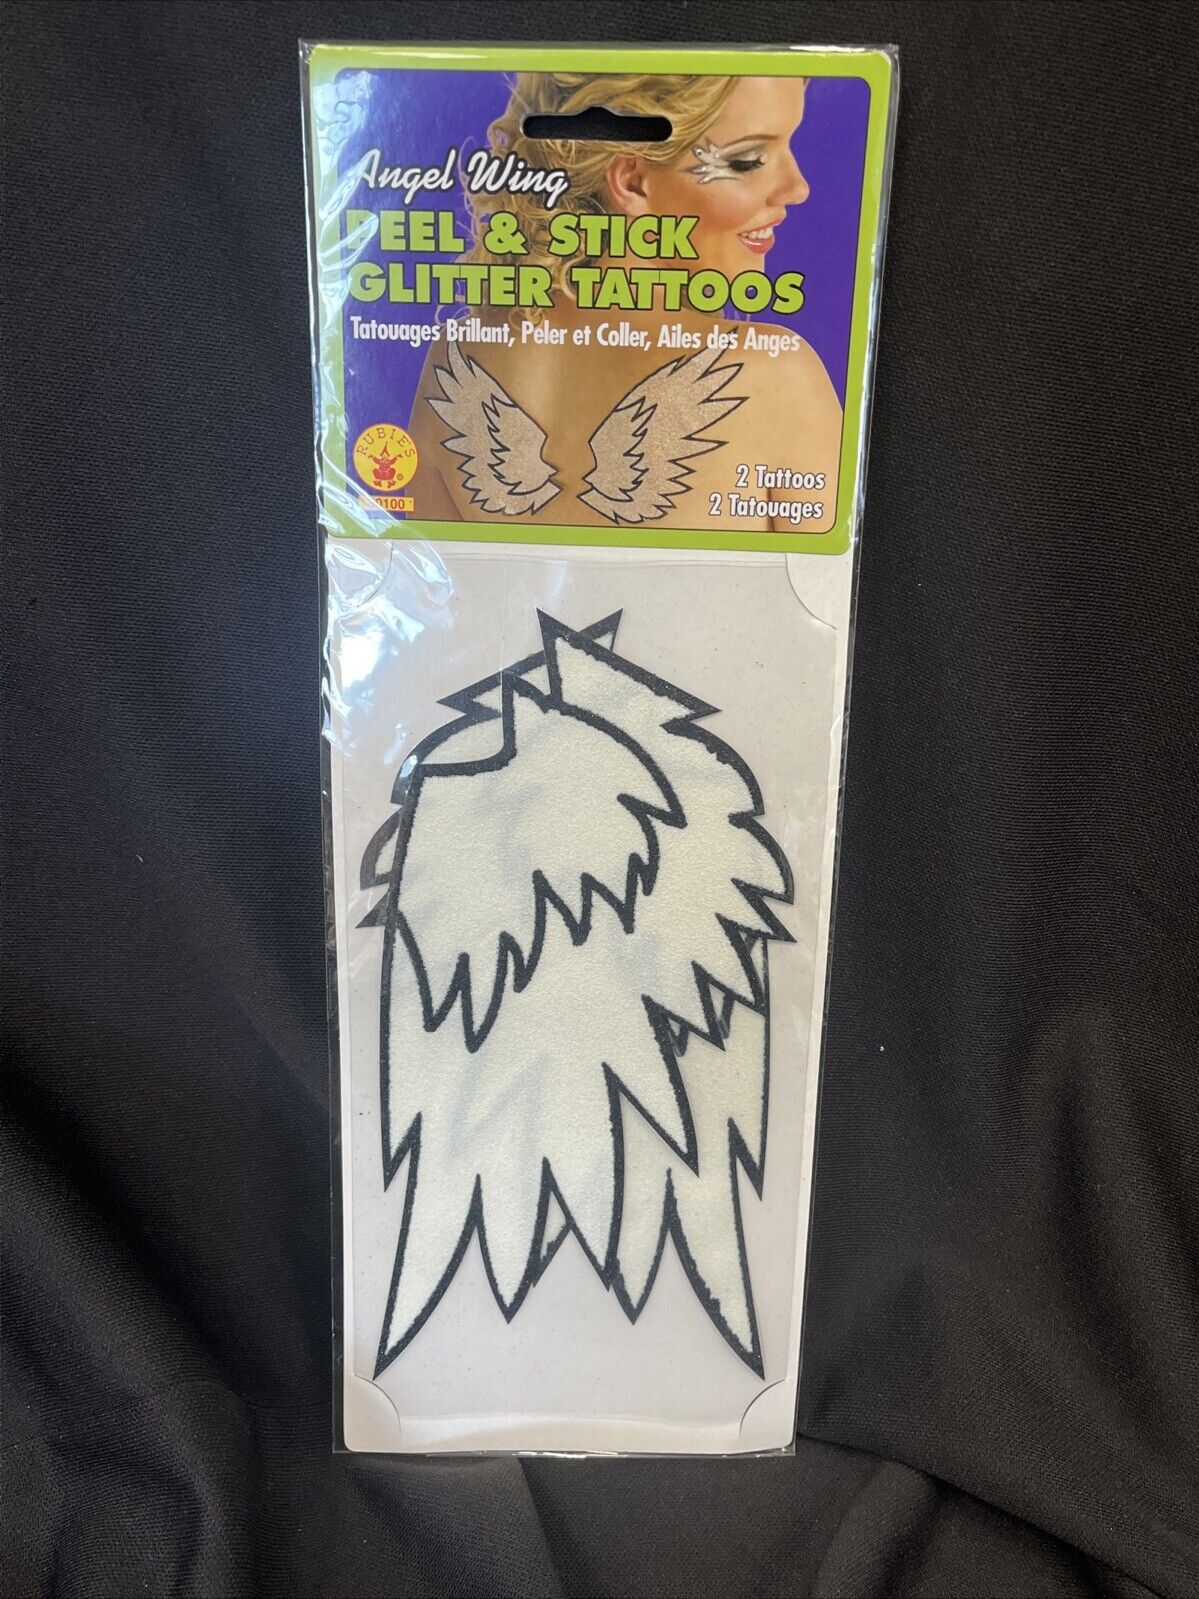 Angel Wing
PEEL & STICK
GLITTER TATTOOS
Tatouages Brillant, Peler et Coller, Ailes des Anges
RUBIE'S
2 Tattoos
2 Tatouages